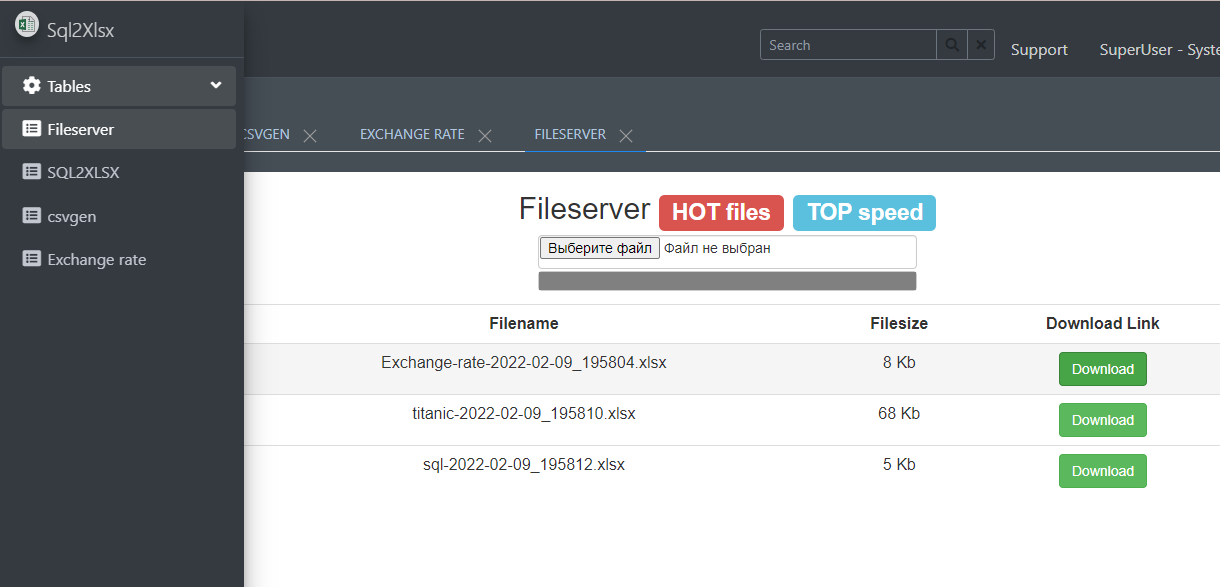 Sql2Xlsx
Search
Support
SuperUser - Syste
Tables
Fileserver
SQL2XLSX
csvgen
Exchange rate
CSVGEN
EXCHANGE RATE
FILESERVER
Fileserver HOT files TOP speed
Выберите файл Файл не выбран
Filename Filesize Download Link
Exchange-rate-2022-02-09_195804.xlsx 8 Kb Download
titanic-2022-02-09_195810.xlsx 68 Kb Download
sql-2022-02-09_195812.xlsx 5 Kb Download